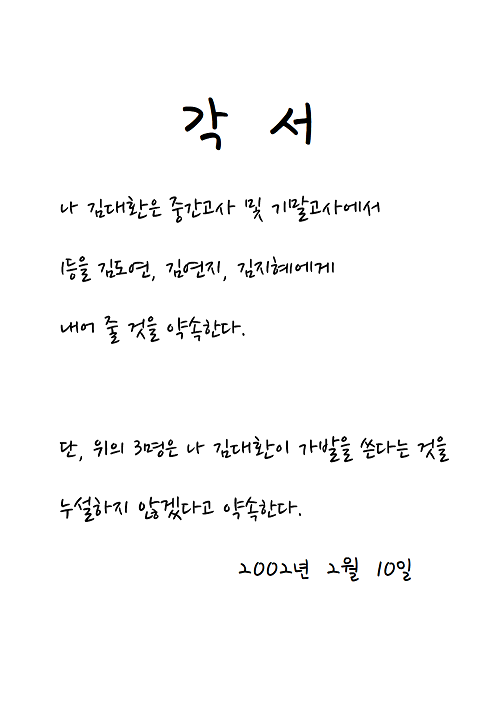 각 서
나 김대환은 중간고사 및 기말고사에서
1등을 김도연, 김연지, 김지혜에게
내어 줄 것을 약속한다.
단, 위의 3명은 나 김대환이 가발을 쓴다는 것을
누설하지 않겠다고 약속한다.
2002년 2월 10일